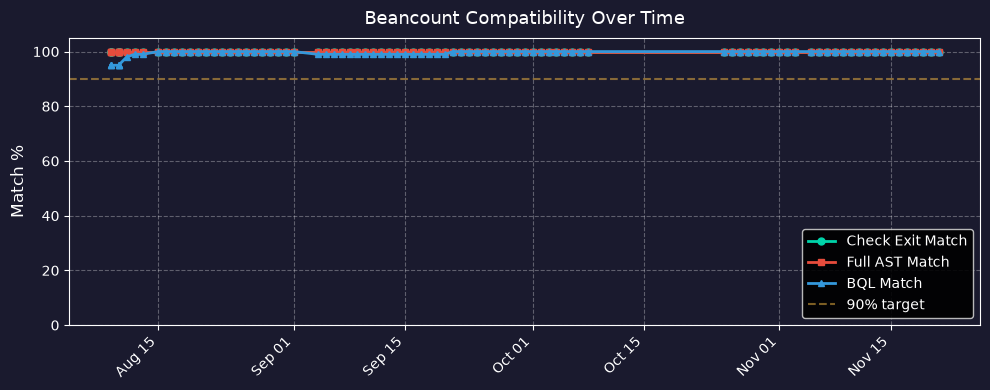 Beancount Compatibility Over Time
Match %
100
80
60
40
20
0
Aug 15
Sep 01
Sep 15
Oct 01
Oct 15
Nov 01
Nov 15
Check Exit Match
Full AST Match
BQL Match
90% target